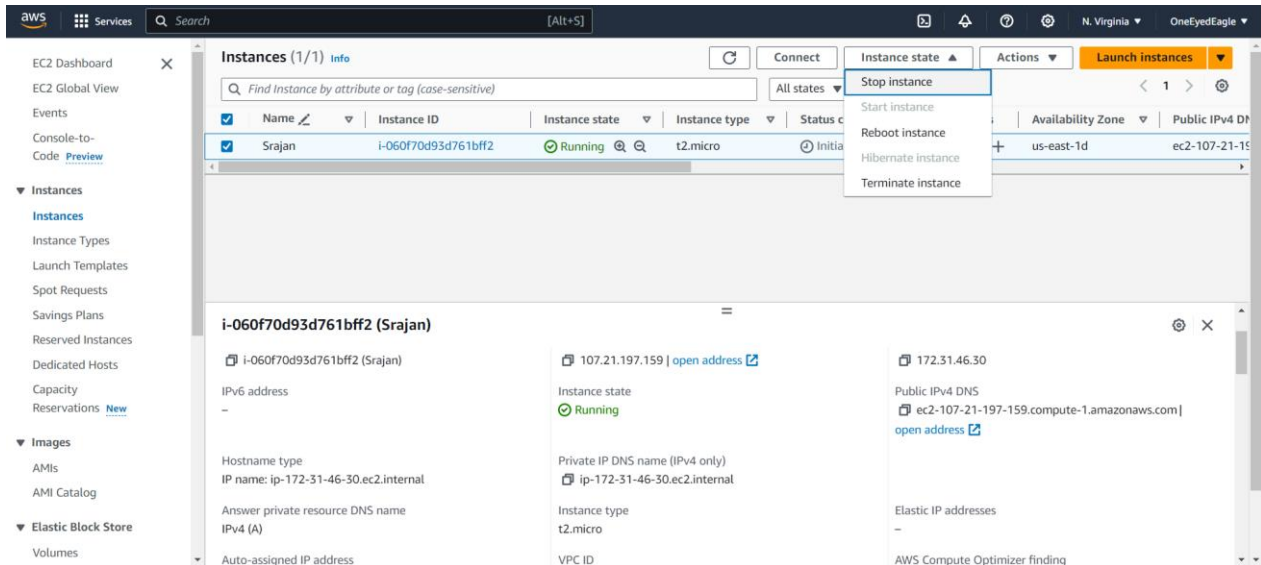 aws Services Search [Alt+S] N. Virginia OneEyedEagle
EC2 Dashboard
EC2 Global View
Events
Console-to-
Code Preview
Instances
Instances
Instance Types
Launch Templates
Spot Requests
Savings Plans
Reserved Instances
Dedicated Hosts
Capacity
Reservations New
Images
AMIs
AMI Catalog
Elastic Block Store
Volumes
Instances (1/1) Info Connect Instance state Actions Launch instances
Find Instance by attribute or tag (case-sensitive) All states 1
Stop instance
Start instance
Reboot instance
Hibernate instance
Terminate instance
Name Instance ID Instance state Instance type Status c Availability Zone Public IPv4 DN
Srajan i-060f70d93d761bff2 Running t2.micro Initia us-east-1d ec2-107-21-19
i-060f70d93d761bff2 (Srajan)
i-060f70d93d761bff2 (Srajan) 107.21.197.159 | open address 172.31.46.30
IPv6 address Instance state Public IPv4 DNS
– Running ec2-107-21-197-159.compute-1.amazonaws.com |
open address
Hostname type Private IP DNS name (IPv4 only)
IP name: ip-172-31-46-30.ec2.internal ip-172-31-46-30.ec2.internal
Answer private resource DNS name Instance type Elastic IP addresses
IPv4 (A) t2.micro –
Auto-assigned IP address VPC ID AWS Compute Optimizer finding